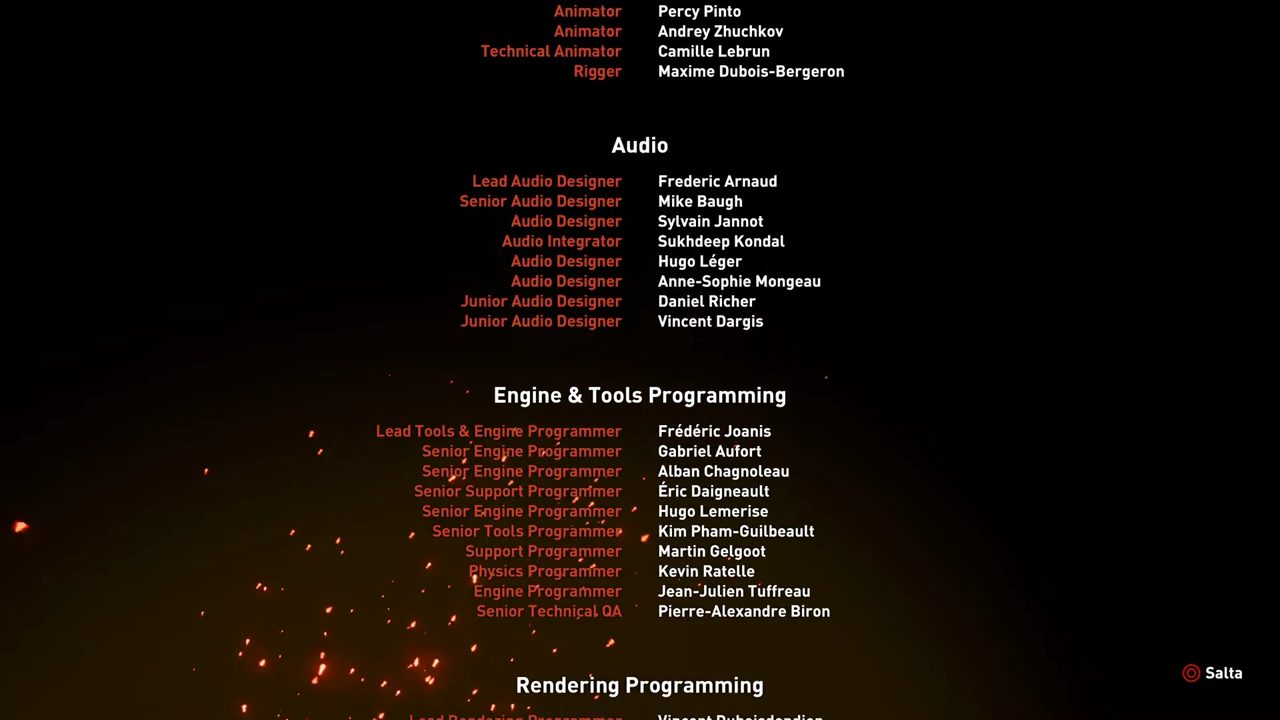 Animator Percy Pinto
Animator Andrey Zhuchkov
Technical Animator Camille Lebrun
Rigger Maxime Dubois-Bergeron
Audio
Lead Audio Designer Frederic Arnaud
Senior Audio Designer Mike Baugh
Audio Designer Sylvain Jannot
Audio Integrator Sukhdeep Kondal
Audio Designer Hugo Léger
Audio Designer Anne-Sophie Mongeau
Junior Audio Designer Daniel Richer
Junior Audio Designer Vincent Dargis
Engine & Tools Programming
Lead Tools & Engine Programmer Frédéric Joanis
Senior Engine Programmer Gabriel Aufort
Senior Engine Programmer Alban Chagnoleau
Senior Support Programmer Éric Daigneault
Senior Engine Programmer Hugo Lemerise
Senior Tools Programmer Kim Pham-Guilbeault
Support Programmer Martin Gelgoot
Physics Programmer Kevin Ratelle
Engine Programmer Jean-Julien Tuffreau
Senior Technical QA Pierre-Alexandre Biron
Salta
Rendering Programming
Lead Rendering Programmer Vincent